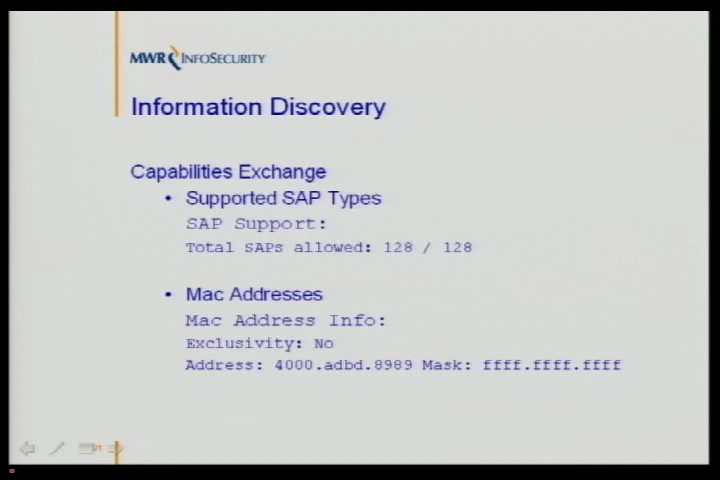 MWR INFOSECURITY
Information Discovery
Capabilities Exchange
• Supported SAP Types
SAP Support:
Total SAPs allowed: 128 / 128
• Mac Addresses
Mac Address Info:
Exclusivity: No
Address: 4000.adbd.8989 Mask: ffff.ffff.ffff